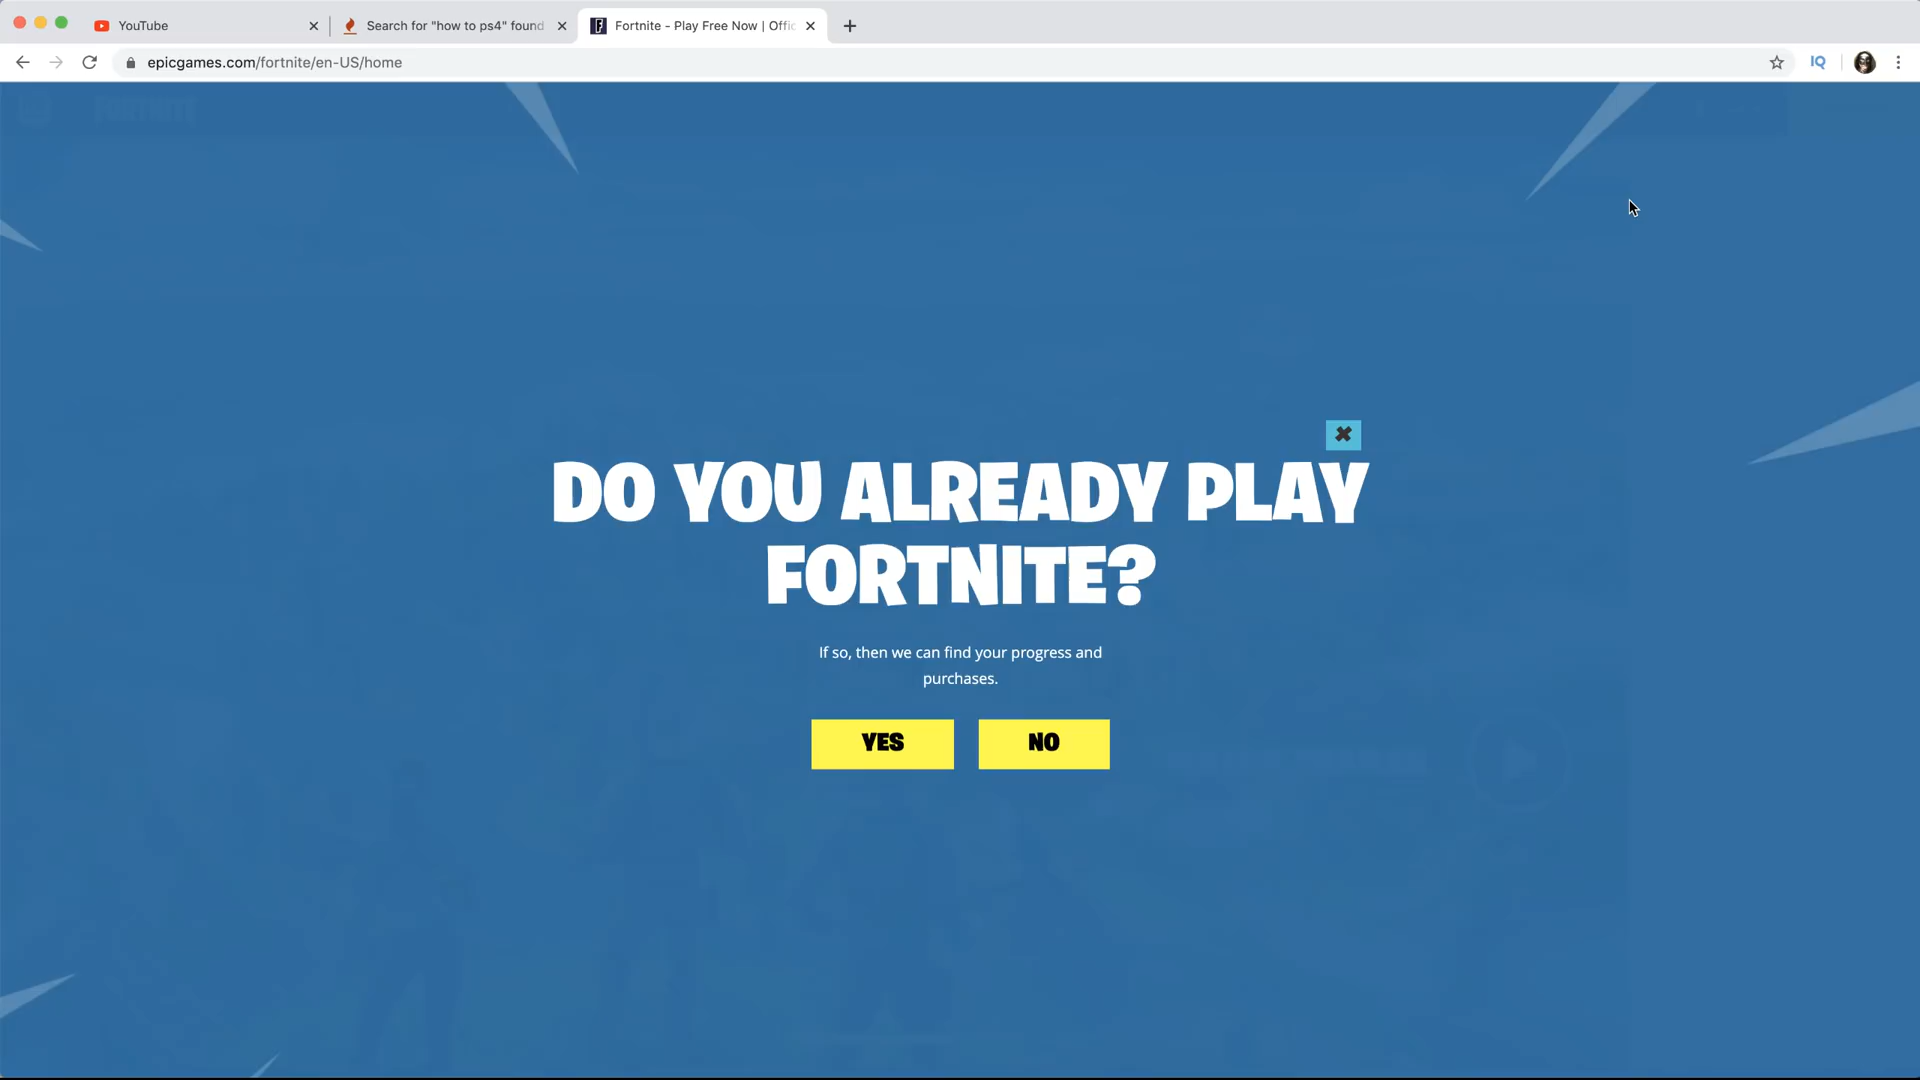 YouTube
Search for "how to ps4" found
Fortnite - Play Free Now | Offic
epicgames.com/fortnite/en-US/home
IQ
FORTNITE
DO YOU ALREADY PLAY
FORTNITE?
If so, then we can find your progress and
purchases.
YES
NO